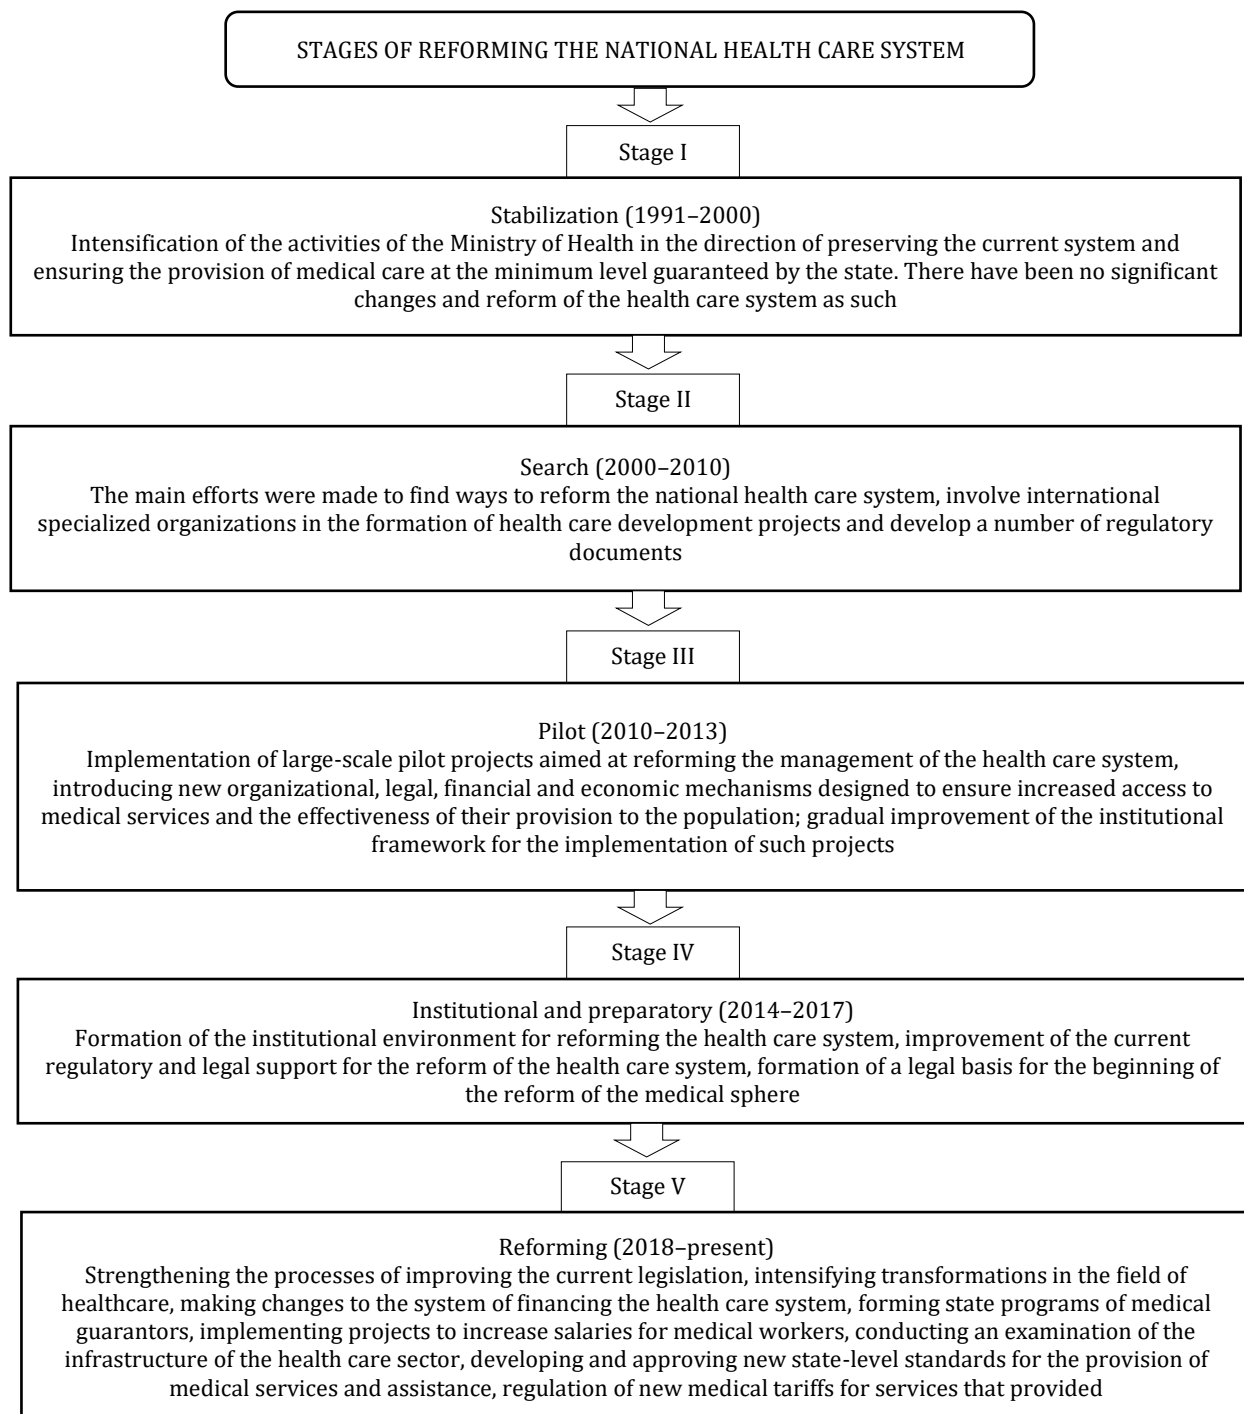 STAGES OF REFORMING THE NATIONAL HEALTH CARE SYSTEM
Stage I
Stabilization (1991–2000)
Intensification of the activities of the Ministry of Health in the direction of preserving the current system and
ensuring the provision of medical care at the minimum level guaranteed by the state. There have been no significant
changes and reform of the health care system as such
Stage II
Search (2000–2010)
The main efforts were made to find ways to reform the national health care system, involve international
specialized organizations in the formation of health care development projects and develop a number of regulatory
documents
Stage III
Pilot (2010–2013)
Implementation of large-scale pilot projects aimed at reforming the management of the health care system,
introducing new organizational, legal, financial and economic mechanisms designed to ensure increased access to
medical services and the effectiveness of their provision to the population; gradual improvement of the institutional
framework for the implementation of such projects
Stage IV
Institutional and preparatory (2014–2017)
Formation of the institutional environment for reforming the health care system, improvement of the current
regulatory and legal support for the reform of the health care system, formation of a legal basis for the beginning of
the reform of the medical sphere
Stage V
Reforming (2018–present)
Strengthening the processes of improving the current legislation, intensifying transformations in the field of
healthcare, making changes to the system of financing the health care system, forming state programs of medical
guarantors, implementing projects to increase salaries for medical workers, conducting an examination of the
infrastructure of the health care sector, developing and approving new state-level standards for the provision of
medical services and assistance, regulation of new medical tariffs for services that provided